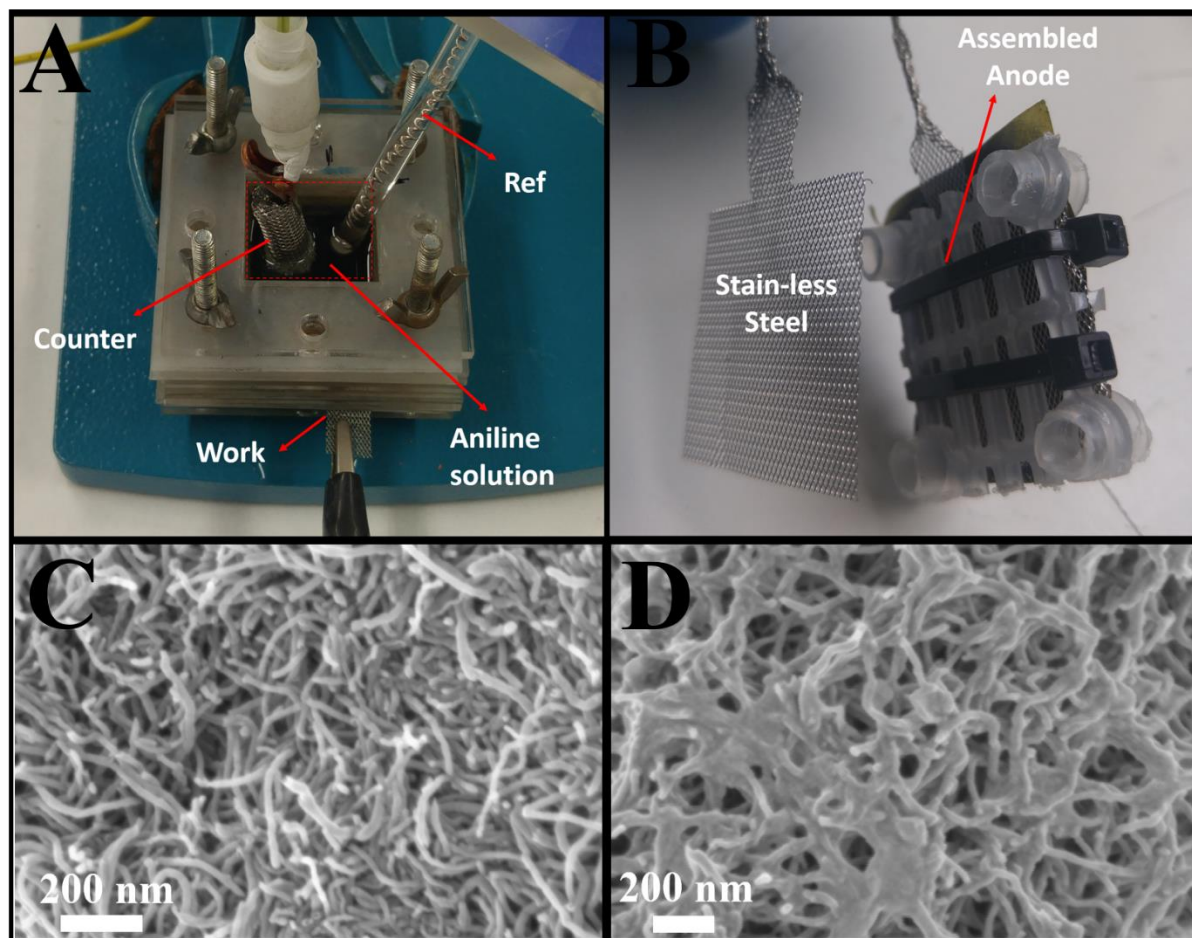 A
Ref
Counter
Work
Aniline
solution
B
Assembled
Anode
Stain-less
Steel
C
200 nm
D
200 nm